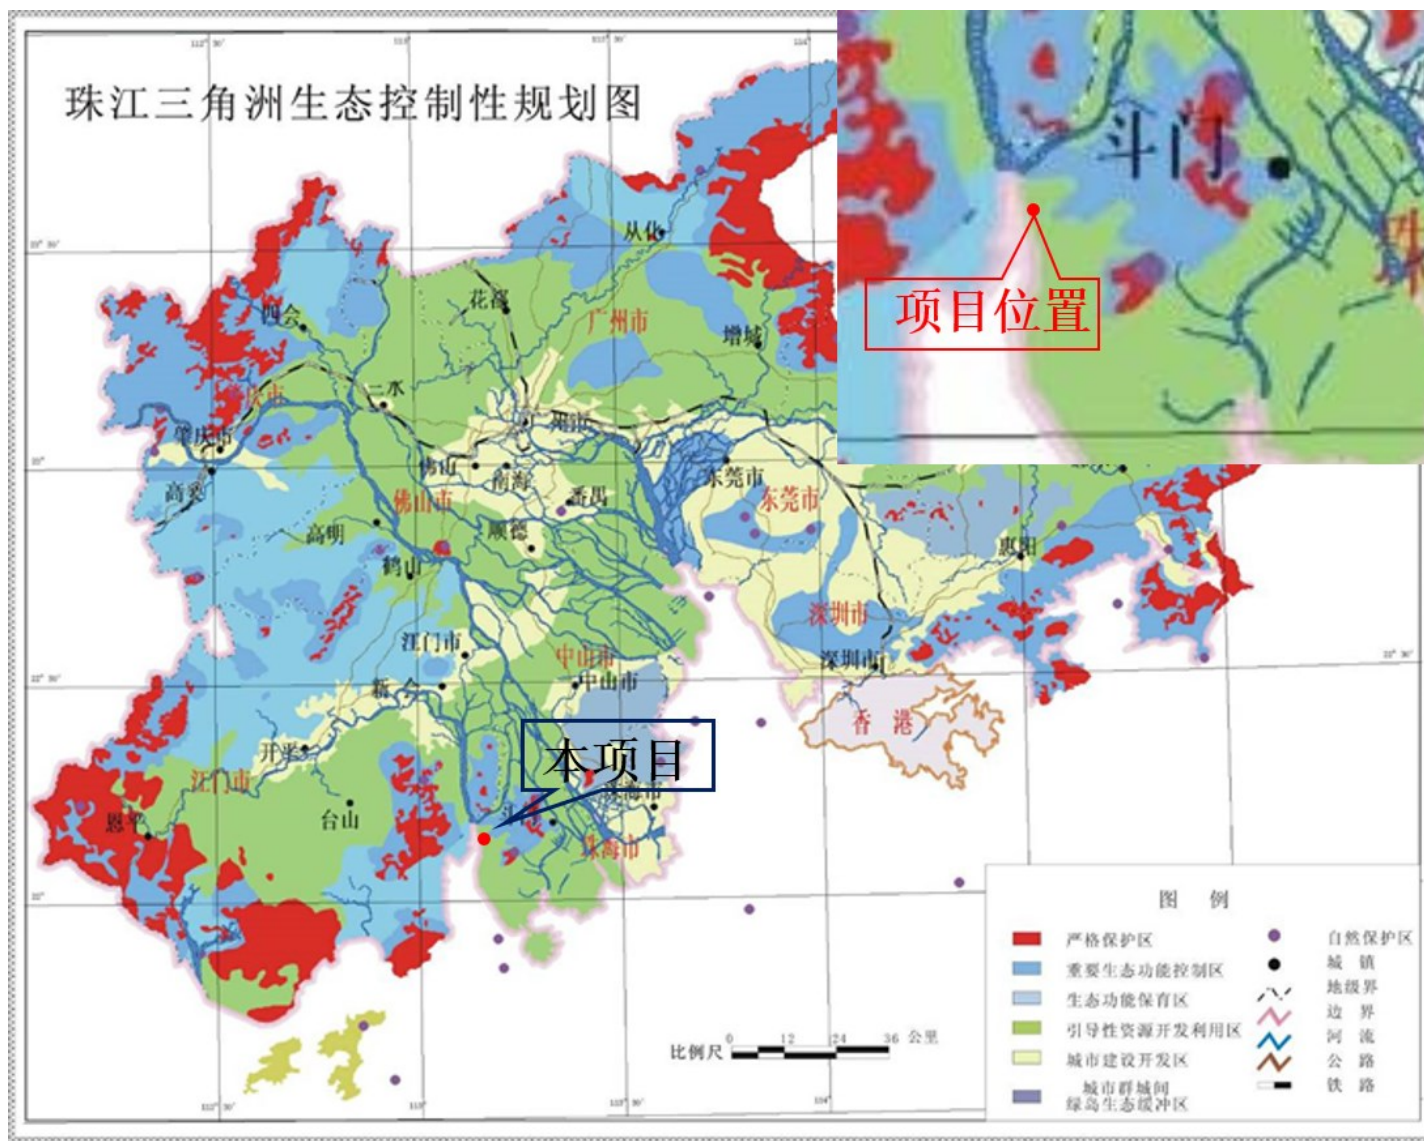 珠江三角洲生态控制性规划图
斗门
项目位置
从化
花都
广州市
增城
四会
三水
肇庆市
高要
佛山
南海
佛山市
番禺
顺德
高明
鹤山
东莞市
东莞市
惠阳
深圳市
深圳市
江门市
中山市
中山市
新会
香港
本项目
开平
江门市
台山
恩平
斗门
珠海市
珠海市
图 例
严格保护区
重要生态功能控制区
生态功能保育区
引导性资源开发利用区
城市建设开发区
城市群城间
绿岛生态缓冲区
自然保护区
城 镇
地级界
边 界
河 流
公 路
铁 路
比例尺 0 12 24 36 公里